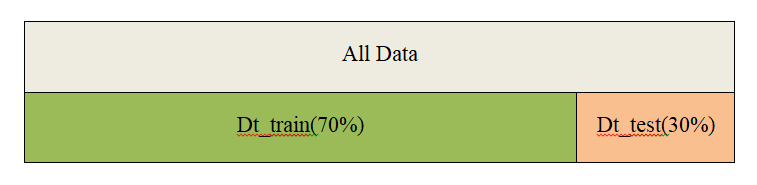 All Data
Dt_train(70%)
Dt_test(30%)